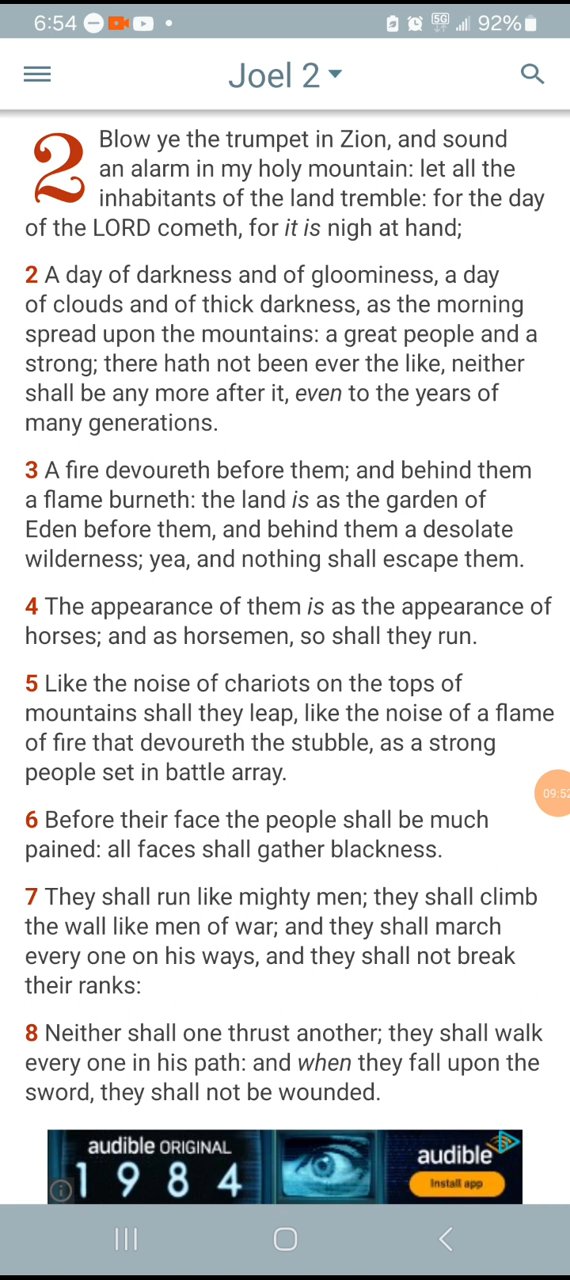 6:54 5G 92%
Joel 2
2 Blow ye the trumpet in Zion, and sound
an alarm in my holy mountain: let all the
inhabitants of the land tremble: for the day
of the LORD cometh, for it is nigh at hand;
2 A day of darkness and of gloominess, a day
of clouds and of thick darkness, as the morning
spread upon the mountains: a great people and a
strong; there hath not been ever the like, neither
shall be any more after it, even to the years of
many generations.
3 A fire devoureth before them; and behind them
a flame burneth: the land is as the garden of
Eden before them, and behind them a desolate
wilderness; yea, and nothing shall escape them.
4 The appearance of them is as the appearance of
horses; and as horsemen, so shall they run.
5 Like the noise of chariots on the tops of
mountains shall they leap, like the noise of a flame
of fire that devoureth the stubble, as a strong
people set in battle array.
09:52
6 Before their face the people shall be much
pained: all faces shall gather blackness.
7 They shall run like mighty men; they shall climb
the wall like men of war; and they shall march
every one on his ways, and they shall not break
their ranks:
8 Neither shall one thrust another; they shall walk
every one in his path: and when they fall upon the
sword, they shall not be wounded.
audible ORIGINAL
1984
audible
Install app